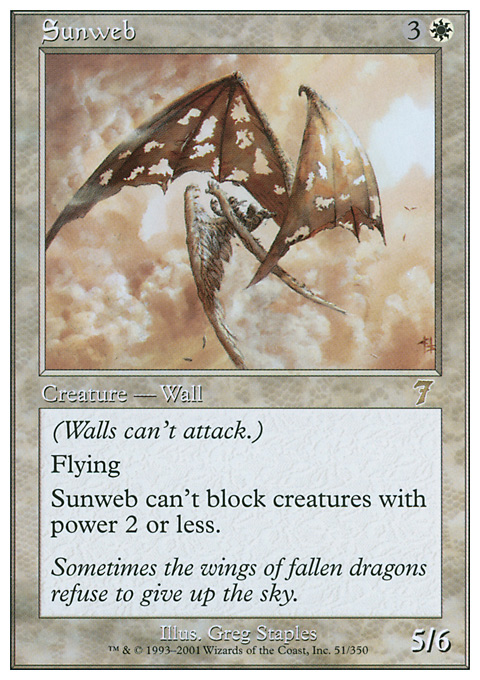 Sunweb 3
Creature — Wall 7
(Walls can't attack.)
Flying
Sunweb can't block creatures with
power 2 or less.
Sometimes the wings of fallen dragons
refuse to give up the sky.
Illus. Greg Staples
5/6
™ & © 1993–2001 Wizards of the Coast, Inc. 51/350